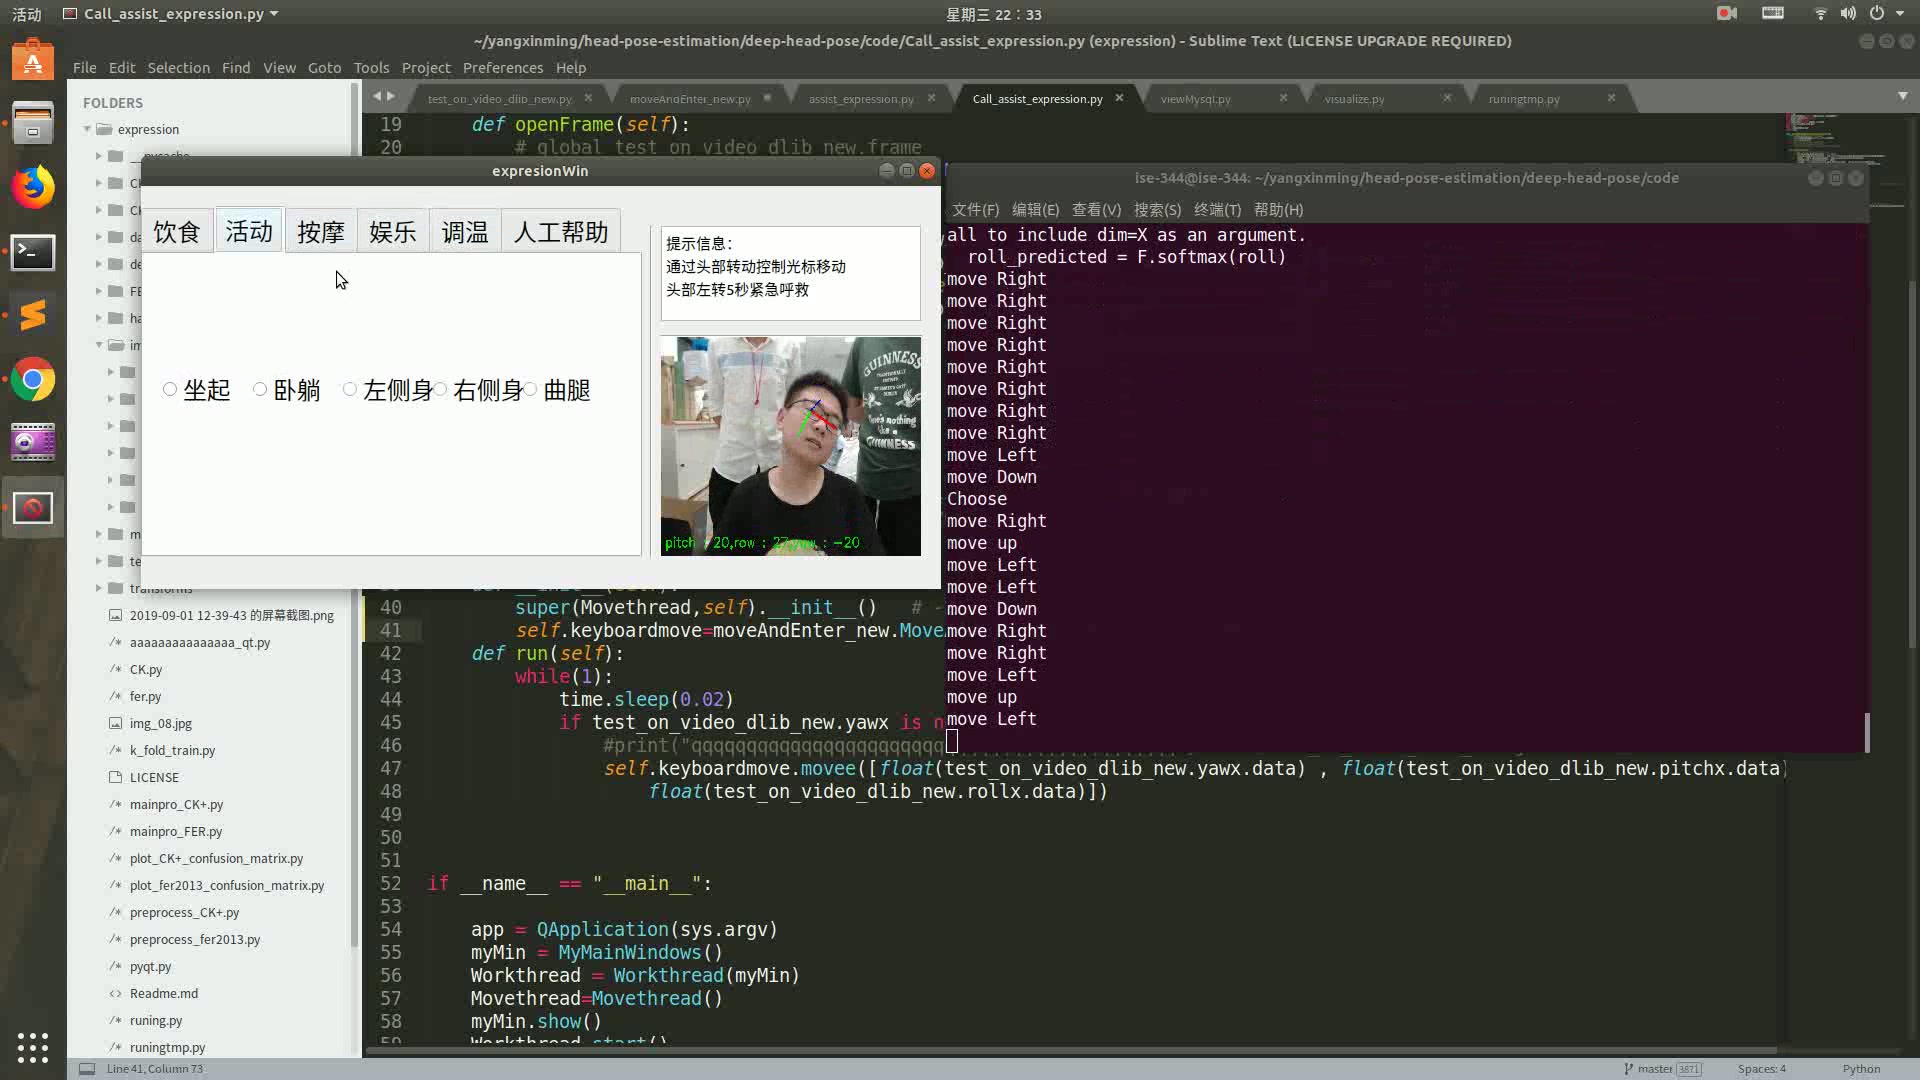 活动
Call_assist_expression.py
星期三 22：33
~/yangxinming/head-pose-estimation/deep-head-pose/code/Call_assist_expression.py (expression) - Sublime Text (LICENSE UPGRADE REQUIRED)
File Edit Selection Find View Goto Tools Project Preferences Help
FOLDERS
expression
test_on_video_dlib_new.py
moveAndEnter_new.py
assist_expression.py
Call_assist_expression.py
viewMysql.py
visualize.py
runingtmp.py
19 def openFrame(self):
20 # global test_on_video_dlib_new.frame
expresionWin
饮食 活动 按摩 调温 娱乐 人工帮助
坐起 卧躺 左侧身 右侧身 曲腿
提示信息：
通过头部转动控制光标移动
头部左转5秒紧急呼救
GUINNESS
There's nothing
like a
GUINNESS
pitch : 20,row : 27,yaw : -20
ise-344@ise-344: ~/yangxinming/head-pose-estimation/deep-head-pose/code
文件(F) 编辑(E) 查看(V) 搜索(S) 终端(T) 帮助(H)
all to include dim=X as an argument.
roll_predicted = F.softmax(roll)
move Right
move Right
move Right
move Right
move Right
move Right
move Right
move Right
move Left
move Down
Choose
move Right
move up
move Left
move Left
move Down
move Right
move Right
move Left
move up
move Left
transforms
2019-09-01 12-39-43 的屏幕截图.png
aaaaaaaaaaaaaaa_qt.py
CK.py
fer.py
img_08.jpg
k_fold_train.py
LICENSE
mainpro_CK+.py
mainpro_FER.py
plot_CK+_confusion_matrix.py
plot_fer2013_confusion_matrix.py
preprocess_CK+.py
preprocess_fer2013.py
pyqt.py
Readme.md
runing.py
runingtmp.py
40 super(Movethread,self).__init__() # -
41 self.keyboardmove=moveAndEnter_new.Move
42 def run(self):
43 while(1):
44 time.sleep(0.02)
45 if test_on_video_dlib_new.yawx is n
46 #print("qqqqqqqqqqqqqqqqqqqqqqq
47 self.keyboardmove.movee([float(test_on_video_dlib_new.yawx.data) , float(test_on_video_dlib_new.pitchx.data)
48 float(test_on_video_dlib_new.rollx.data)])
49
50
51
52 if __name__ == "__main__":
53
54 app = QApplication(sys.argv)
55 myMin = MyMainWindows()
56 Workthread = Workthread(myMin)
57 Movethread=Movethread()
58 myMin.show()
59 Workthread.start()
Line 41, Column 73
master 3871
Spaces: 4
Python